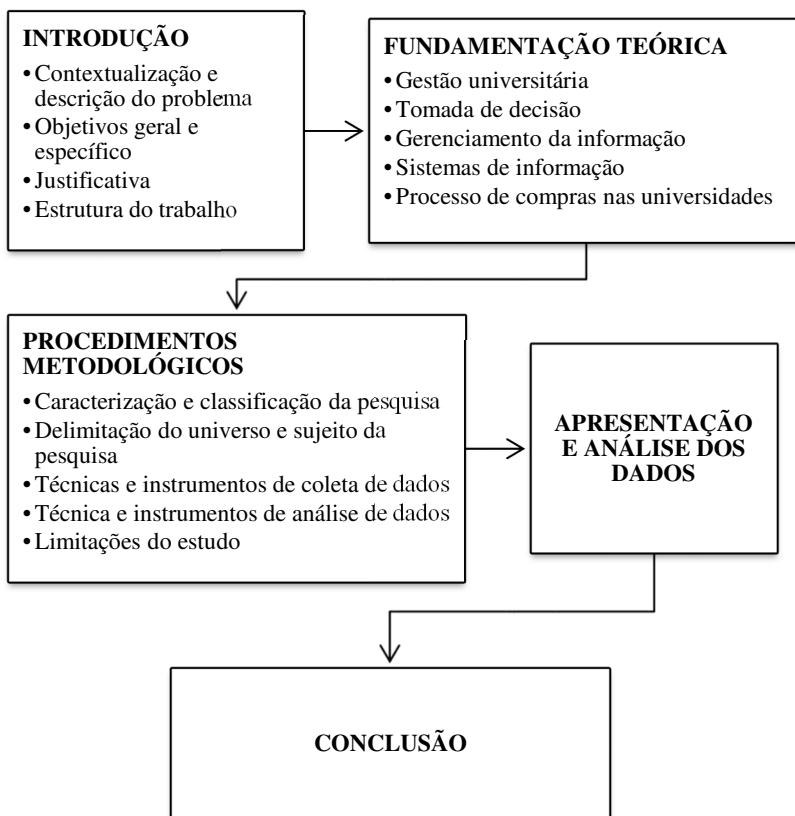 INTRODUÇÃO
• Contextualização e
descrição do problema
• Objetivos geral e
específico
• Justificativa
• Estrutura do trabalho
FUNDAMENTAÇÃO TEÓRICA
• Gestão universitária
• Tomada de decisão
• Gerenciamento da informação
• Sistemas de informação
• Processo de compras nas universidades
PROCEDIMENTOS
METODOLÓGICOS
• Caracterização e classificação da pesquisa
• Delimitação do universo e sujeito da
pesquisa
• Técnicas e instrumentos de coleta de dados
• Técnica e instrumentos de análise de dados
• Limitações do estudo
APRESENTAÇÃO
E ANÁLISE DOS
DADOS
CONCLUSÃO